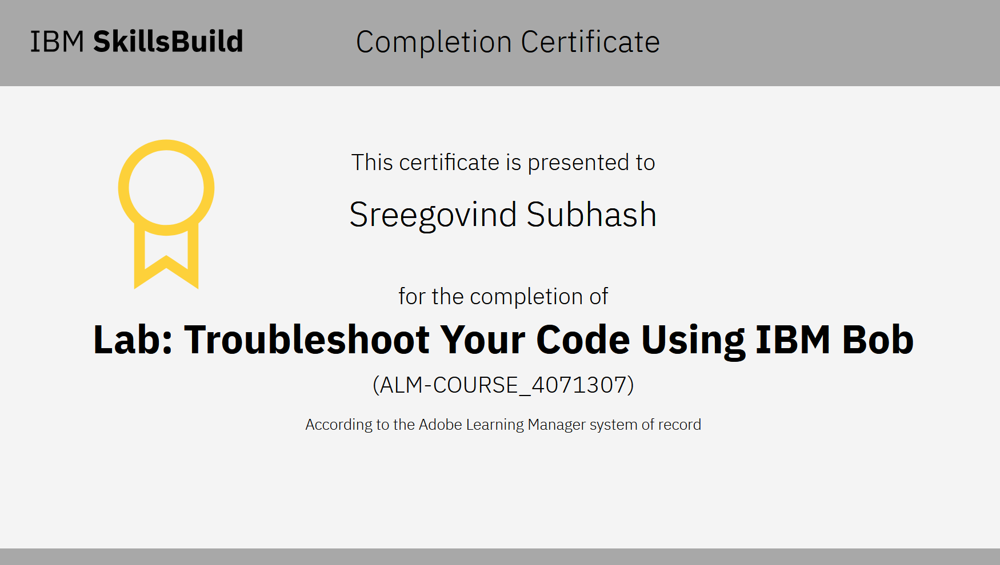 IBM SkillsBuild
Completion Certificate
This certificate is presented to
Sreegovind Subhash
for the completion of
Lab: Troubleshoot Your Code Using IBM Bob
(ALM-COURSE_4071307)
According to the Adobe Learning Manager system of record